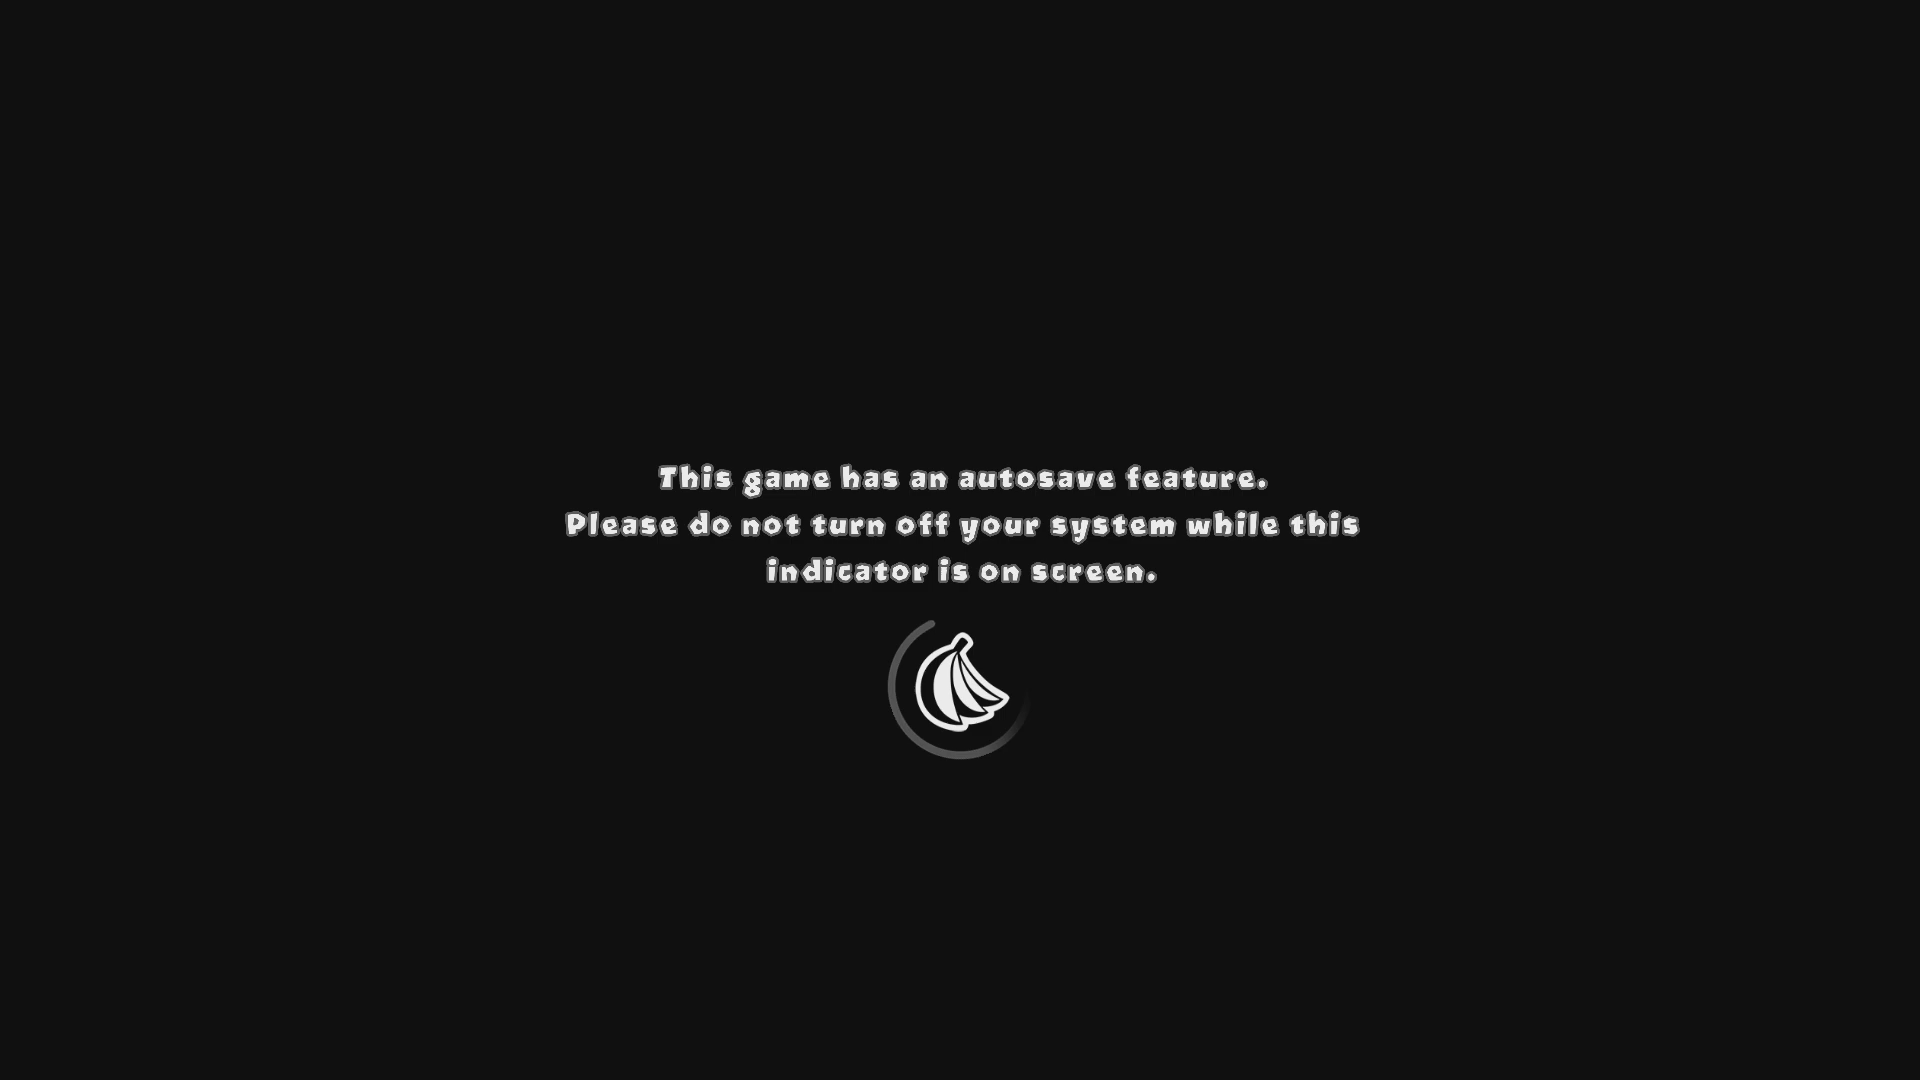 This game has an autosave feature.
Please do not turn off your system while this
indicator is on screen.